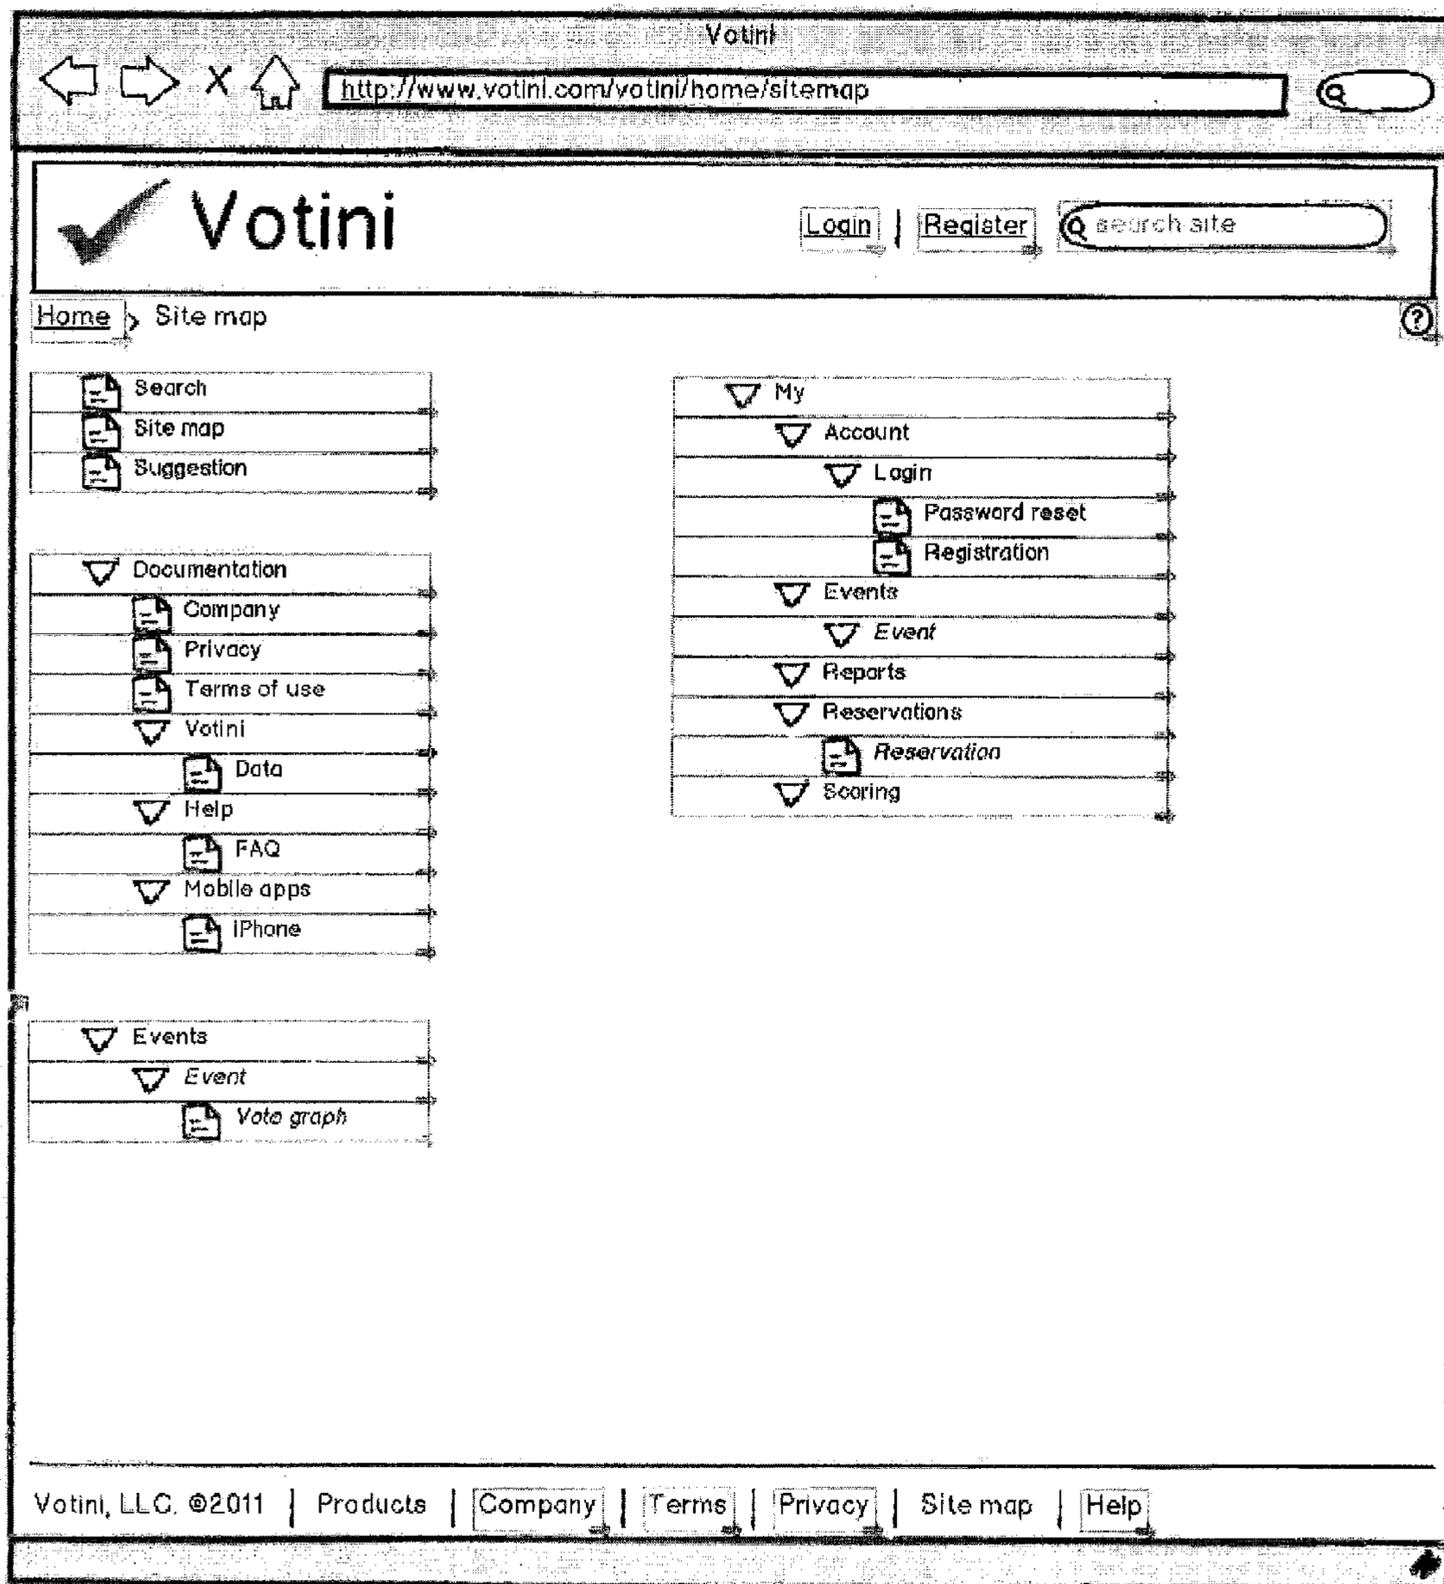 Votini
http://www.votini.com/votini/home/sitemap
Votini
Login | Register search site
Home > Site map
?
Search
Site map
Suggestion
Documentation
Company
Privacy
Terms of use
Votini
Data
Help
FAQ
Mobile apps
iPhone
Events
Event
Vote graph
My
Account
Login
Password reset
Registration
Events
Event
Reports
Reservations
Reservation
Scoring
Votini, LLC. ©2011 | Products | Company | Terms | Privacy | Site map | Help